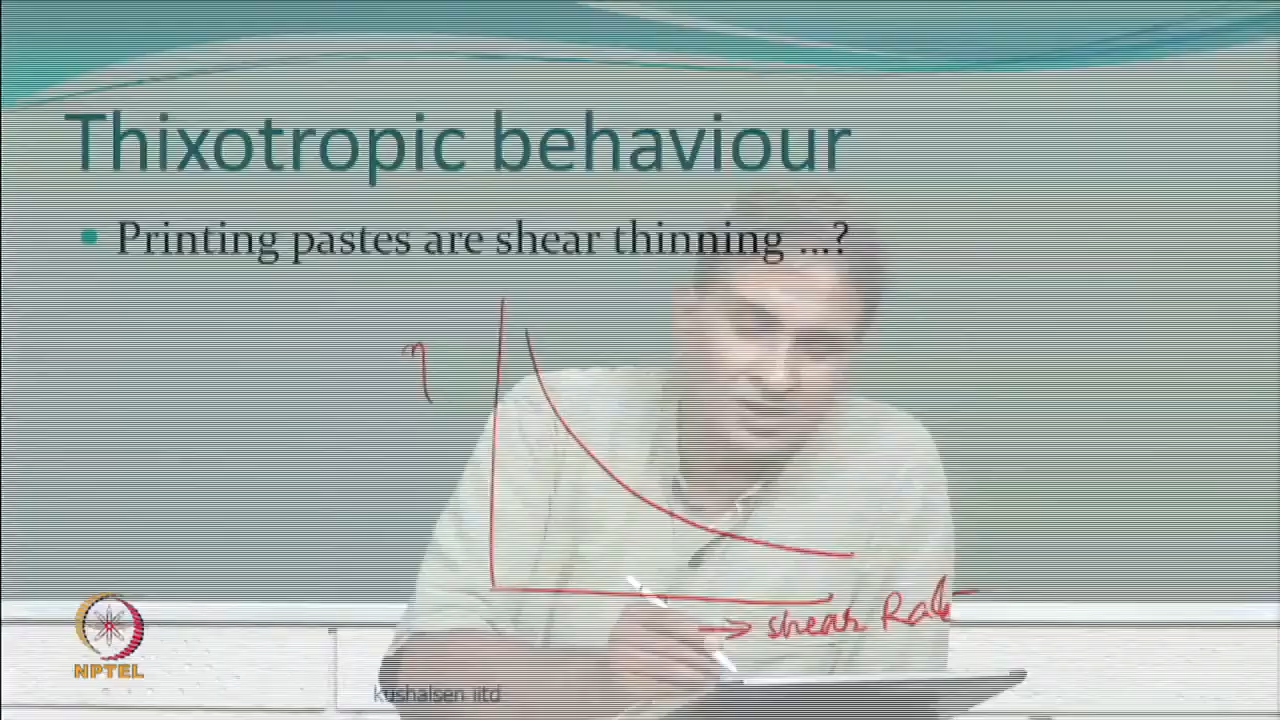 Thixotropic behaviour
• Printing pastes are shear thinning ...?
η
→ shear Rate
NPTEL
kushalsen iitd